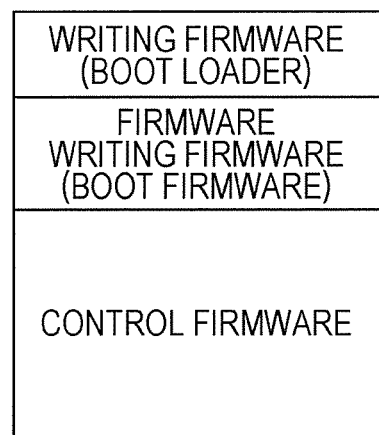 WRITING FIRMWARE
(BOOT LOADER)
FIRMWARE
WRITING FIRMWARE
(BOOT FIRMWARE)
CONTROL FIRMWARE